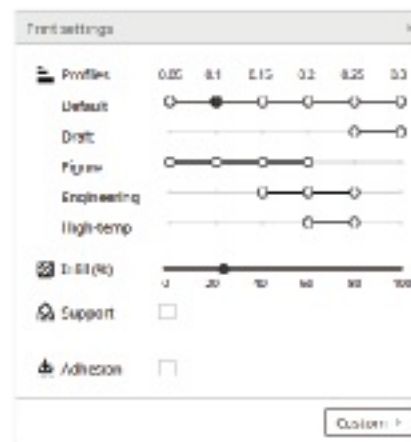 Print settings
Profiles 0.05 0.1 0.15 0.2 0.25 0.3
Default
Draft
Figure
Engineering
High-temp
Infill (%)
0 20 40 60 80 100
Support
Adhesion
Custom >